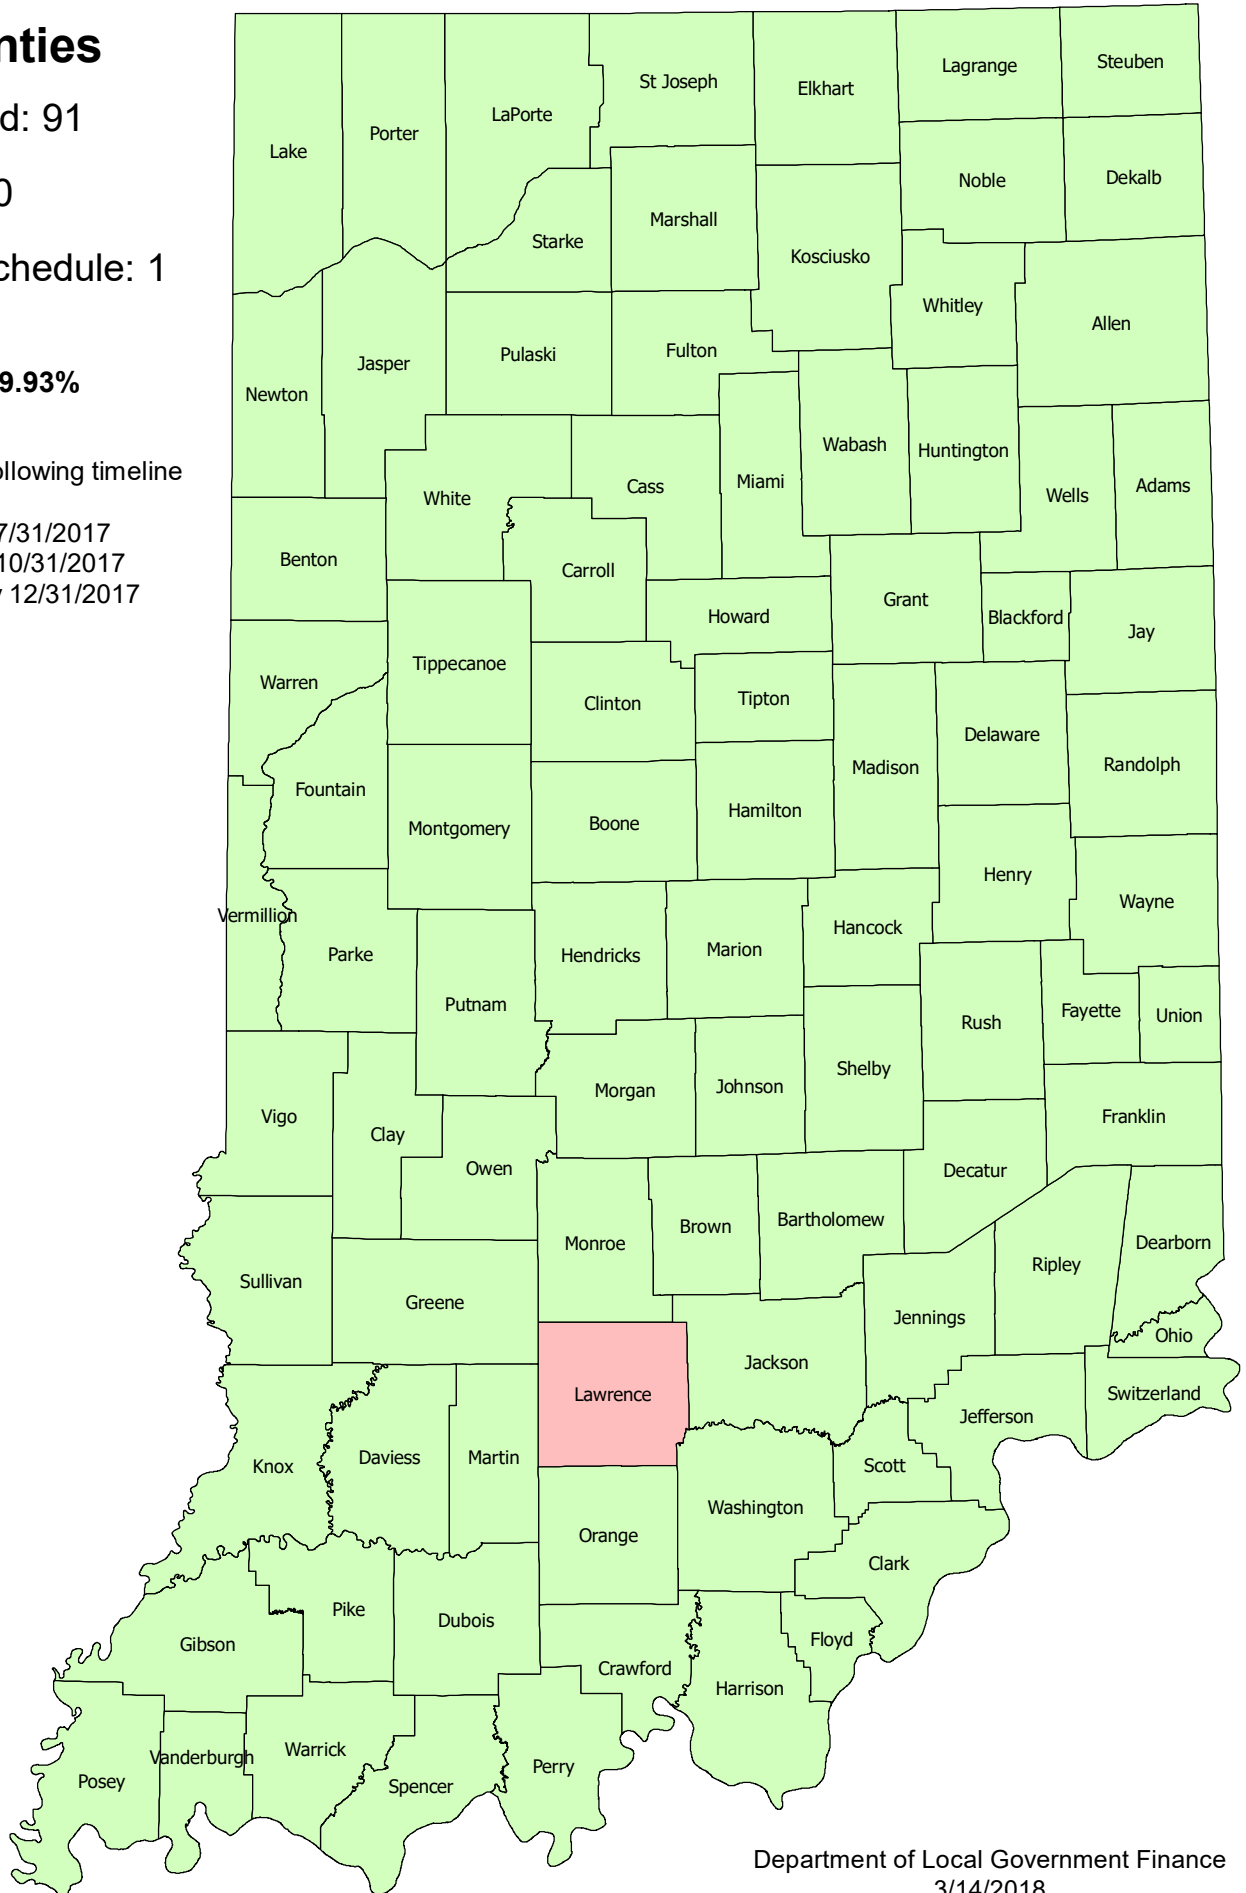 nties
d: 91
0
chedule: 1
9.93%
ollowing timeline
7/31/2017
10/31/2017
y 12/31/2017
Lake
Porter
LaPorte
St Joseph
Elkhart
Lagrange
Steuben
Noble
Dekalb
Starke
Marshall
Kosciusko
Whitley
Allen
Newton
Jasper
Pulaski
Fulton
White
Cass
Miami
Wabash
Huntington
Wells
Adams
Benton
Carroll
Howard
Grant
Blackford
Jay
Warren
Tippecanoe
Clinton
Tipton
Madison
Delaware
Randolph
Fountain
Montgomery
Boone
Hamilton
Henry
Wayne
Vermillion
Parke
Putnam
Hendricks
Marion
Hancock
Rush
Fayette
Union
Vigo
Clay
Owen
Morgan
Johnson
Shelby
Franklin
Decatur
Sullivan
Greene
Monroe
Brown
Bartholomew
Jennings
Ripley
Dearborn
Ohio
Switzerland
Lawrence
Jackson
Jefferson
Knox
Daviess
Martin
Orange
Washington
Scott
Clark
Gibson
Pike
Dubois
Crawford
Harrison
Floyd
Posey
Vanderburgh
Warrick
Spencer
Perry
Department of Local Government Finance
3/14/2018